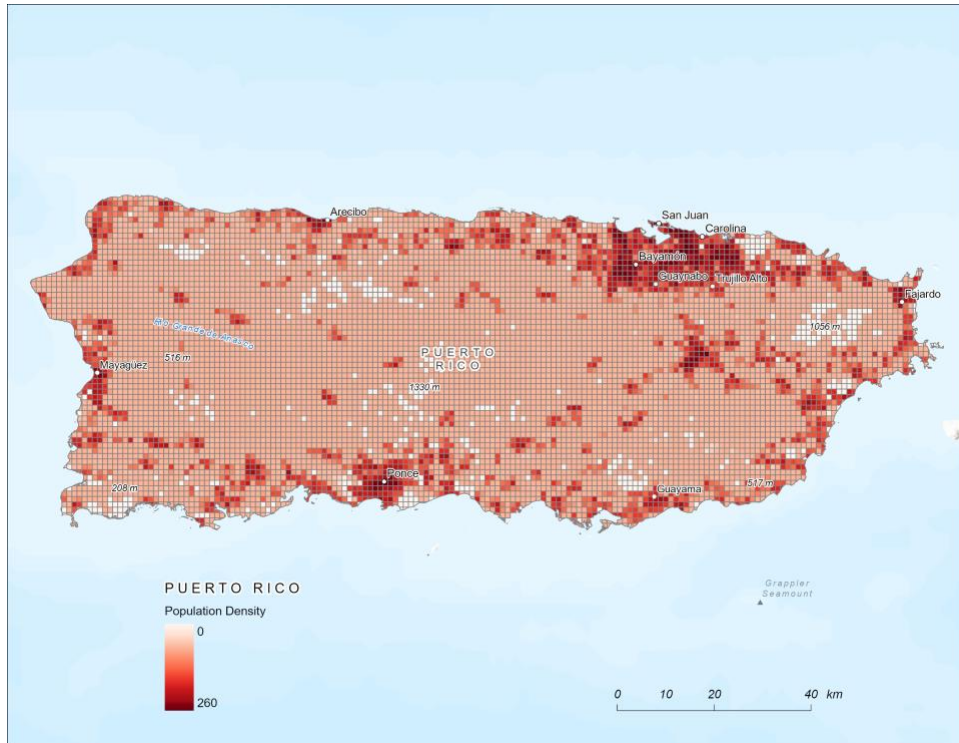 Arecibo
San Juan
Carolina
Bayamón
Guaynabo
Trujillo Alto
Fajardo
1056 m
Rio Grande de Añasco
516 m
PUERTO
RICO
Mayagüez
1330 m
Ponce
208 m
Guayama
517 m
PUERTO RICO
Population Density
0
260
Grappler
Seamount
0 10 20 40 km